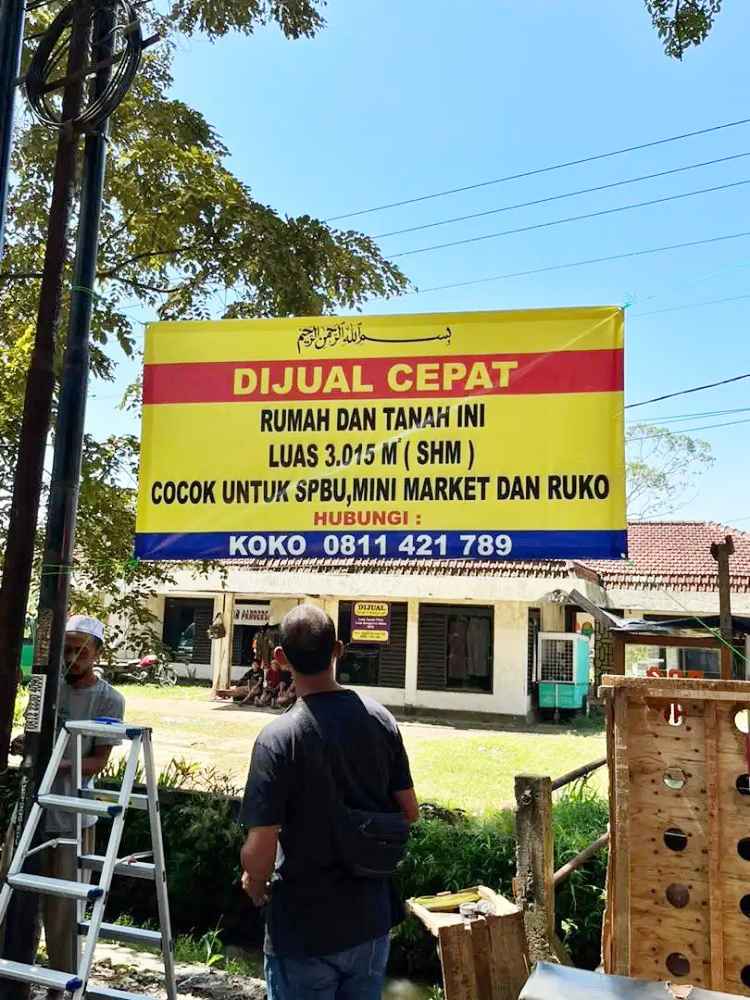 بسم الله الرحمن الرحيم
DIJUAL CEPAT
RUMAH DAN TANAH INI
LUAS 3.015 M² ( SHM )
COCOK UNTUK SPBU,MINI MARKET DAN RUKO
HUBUNGI :
KOKO 0811 421 789
DIJUAL